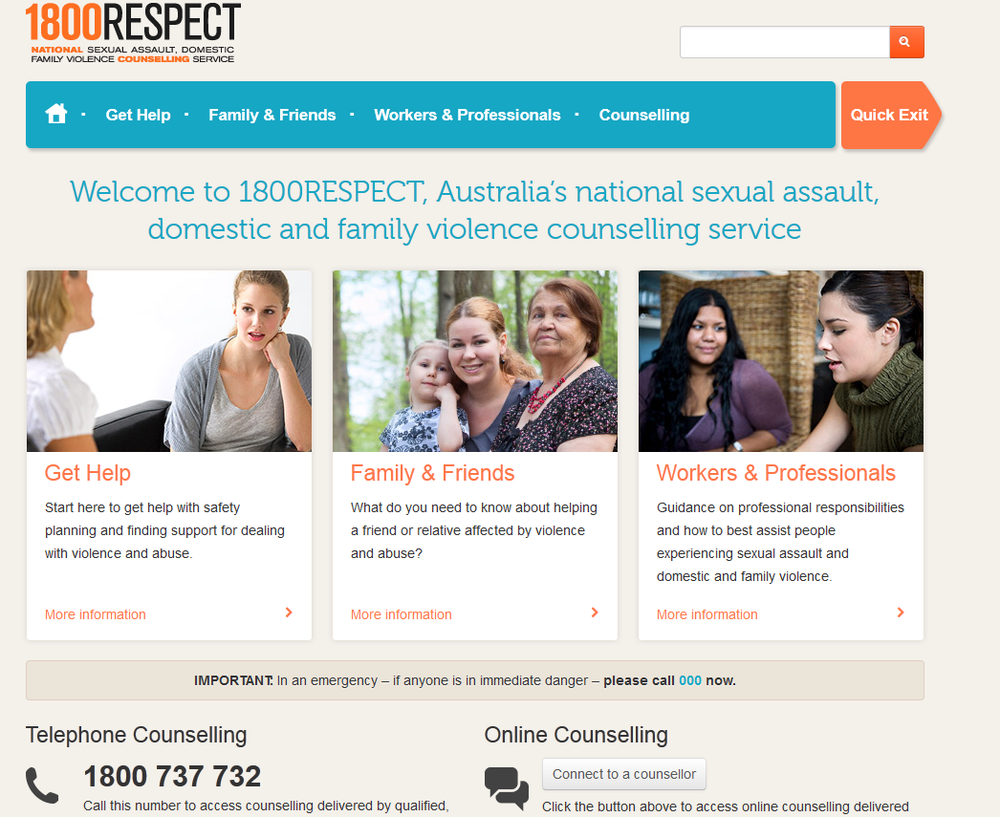 1800RESPECT
NATIONAL SEXUAL ASSAULT, DOMESTIC
FAMILY VIOLENCE COUNSELLING SERVICE
Get Help
Family & Friends
Workers & Professionals
Counselling
Quick Exit
Welcome to 1800RESPECT, Australia’s national sexual assault,
domestic and family violence counselling service
Get Help
Start here to get help with safety
planning and finding support for dealing
with violence and abuse.
More information
Family & Friends
What do you need to know about helping
a friend or relative affected by violence
and abuse?
More information
Workers & Professionals
Guidance on professional responsibilities
and how to best assist people
experiencing sexual assault and
domestic and family violence.
More information
IMPORTANT: In an emergency – if anyone is in immediate danger – please call 000 now.
Telephone Counselling
1800 737 732
Call this number to access counselling delivered by qualified,
Online Counselling
Connect to a counsellor
Click the button above to access online counselling delivered